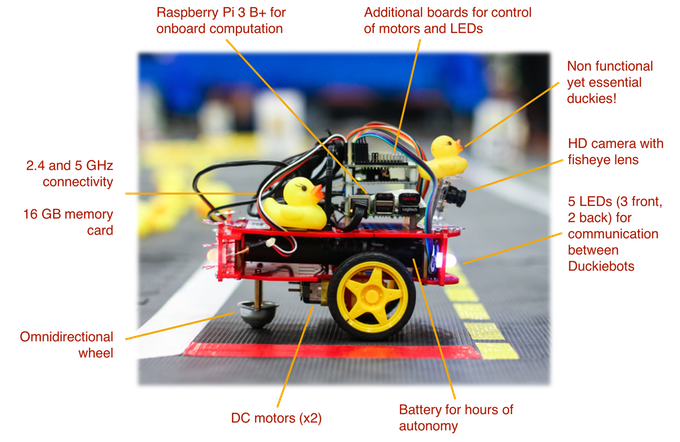 Raspberry Pi 3 B+ for
onboard computation
Additional boards for control
of motors and LEDs
Non functional
yet essential
duckies!
HD camera with
fisheye lens
2.4 and 5 GHz
connectivity
16 GB memory
card
5 LEDs (3 front,
2 back) for
communication
between
Duckiebots
Omnidirectional
wheel
DC motors (x2)
Battery for hours of
autonomy